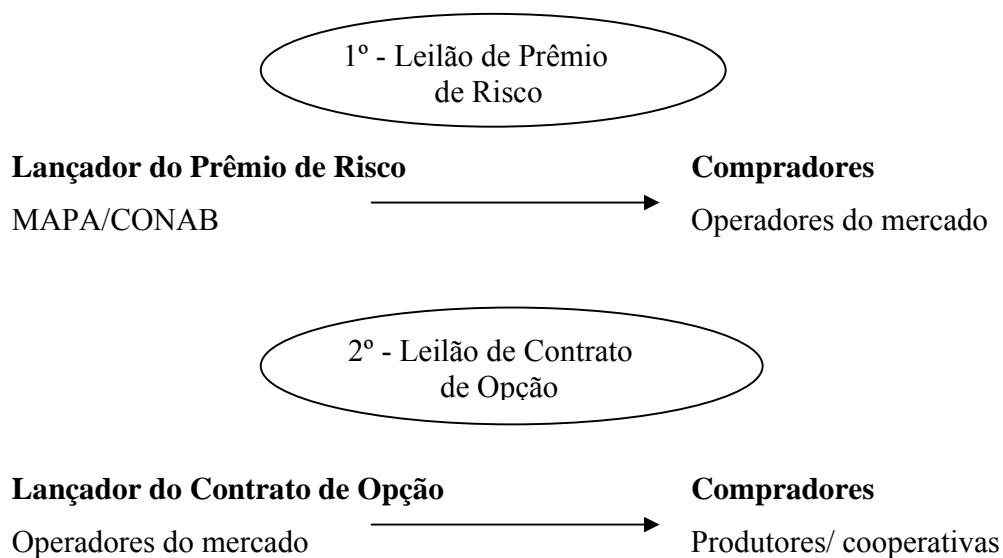 1º - Leilão de Prêmio
de Risco
Lançador do Prêmio de Risco
Compradores
MAPA/CONAB
Operadores do mercado
2º - Leilão de Contrato
de Opção
Lançador do Contrato de Opção
Compradores
Operadores do mercado
Produtores/ cooperativas